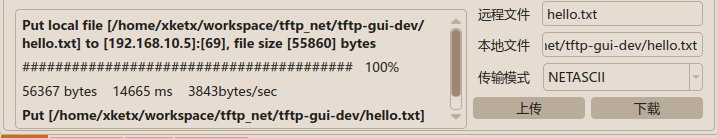 Put local file [/home/xketx/workspace/tftp_net/tftp-gui-dev/
hello.txt] to [192.168.10.5]:[69], file size [55860] bytes
######################################## 100%
56367 bytes 14665 ms 3843bytes/sec
Put [/home/xketx/workspace/tftp_net/tftp-gui-dev/hello.txt]
远程文件 hello.txt
本地文件 net/tftp-gui-dev/hello.txt
传输模式 NETASCII
上传 下载